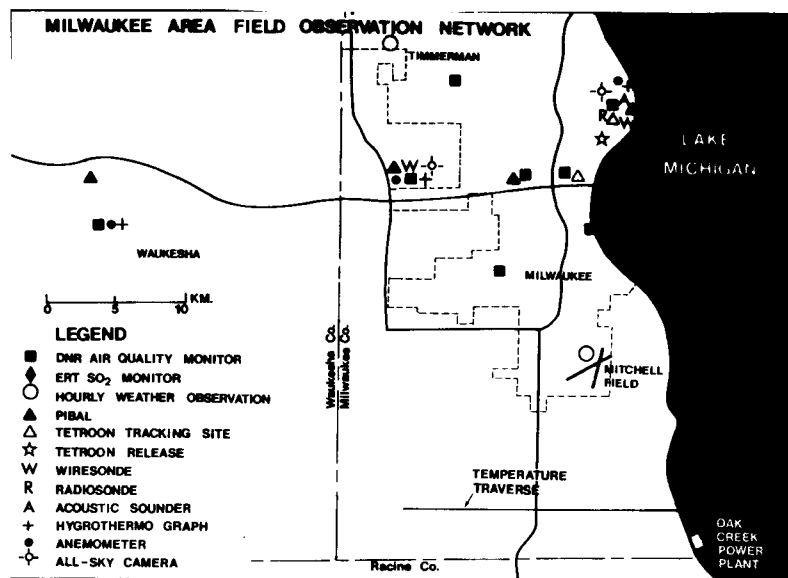 MILWAUKEE AREA FIELD OBSERVATION NETWORK
TIMMERMAN
R
W
LAKE
MICHIGAN
W
WAUKESHA
MILWAUKEE
0 5 10 KM.
LEGEND
DNR AIR QUALITY MONITOR
ERT SO₂ MONITOR
HOURLY WEATHER OBSERVATION
PIBAL
TETROON TRACKING SITE
TETROON RELEASE
W WIRESONDE
R RADIOSONDE
ACOUSTIC SOUNDER
HYGROTHERMO GRAPH
ANEMOMETER
ALL-SKY CAMERA
Waukesha Co.
Milwaukee Co.
MITCHELL
FIELD
TEMPERATURE
TRAVERSE
OAK
CREEK
POWER
PLANT
Racine Co.